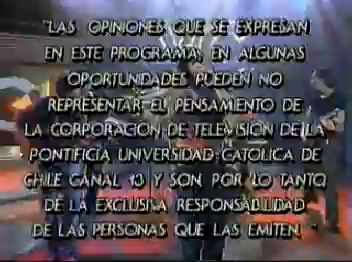 "LAS OPINIONES QUE SE EXPRESAN
EN ESTE PROGRAMA, EN ALGUNAS
OPORTUNIDADES PUEDEN NO
REPRESENTAR EL PENSAMIENTO DE
LA CORPORACION DE TELEVISION DE LA
PONTIFICIA UNIVERSIDAD CATOLICA DE
CHILE CANAL 13 Y SON, POR LO TANTO,
DE LA EXCLUSIVA RESPONSABILIDAD
DE LAS PERSONAS QUE LAS EMITEN."